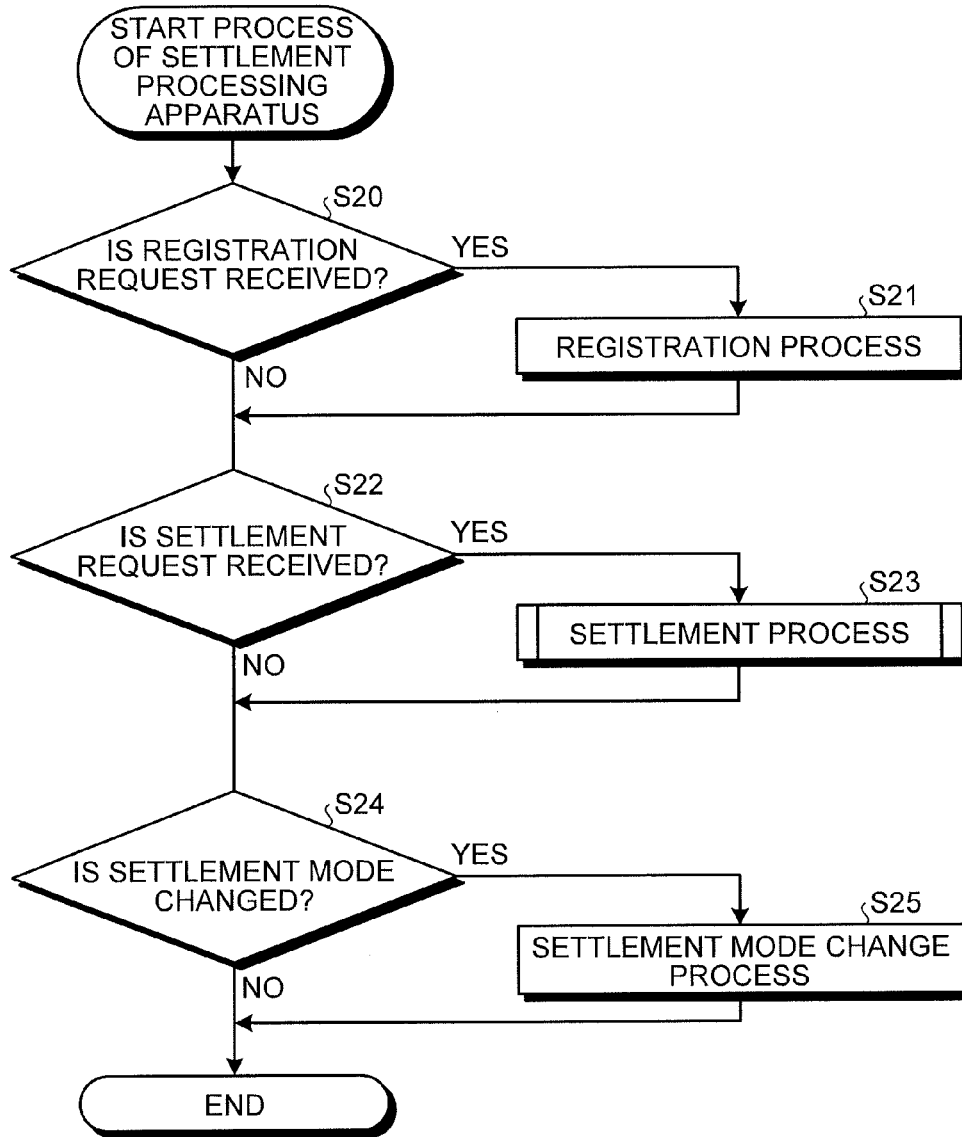 START PROCESS
OF SETTLEMENT
PROCESSING
APPARATUS
S20
IS REGISTRATION
REQUEST RECEIVED?
YES
S21
REGISTRATION PROCESS
NO
S22
IS SETTLEMENT
REQUEST RECEIVED?
YES
S23
SETTLEMENT PROCESS
NO
S24
IS SETTLEMENT MODE
CHANGED?
YES
S25
SETTLEMENT MODE CHANGE
PROCESS
NO
END